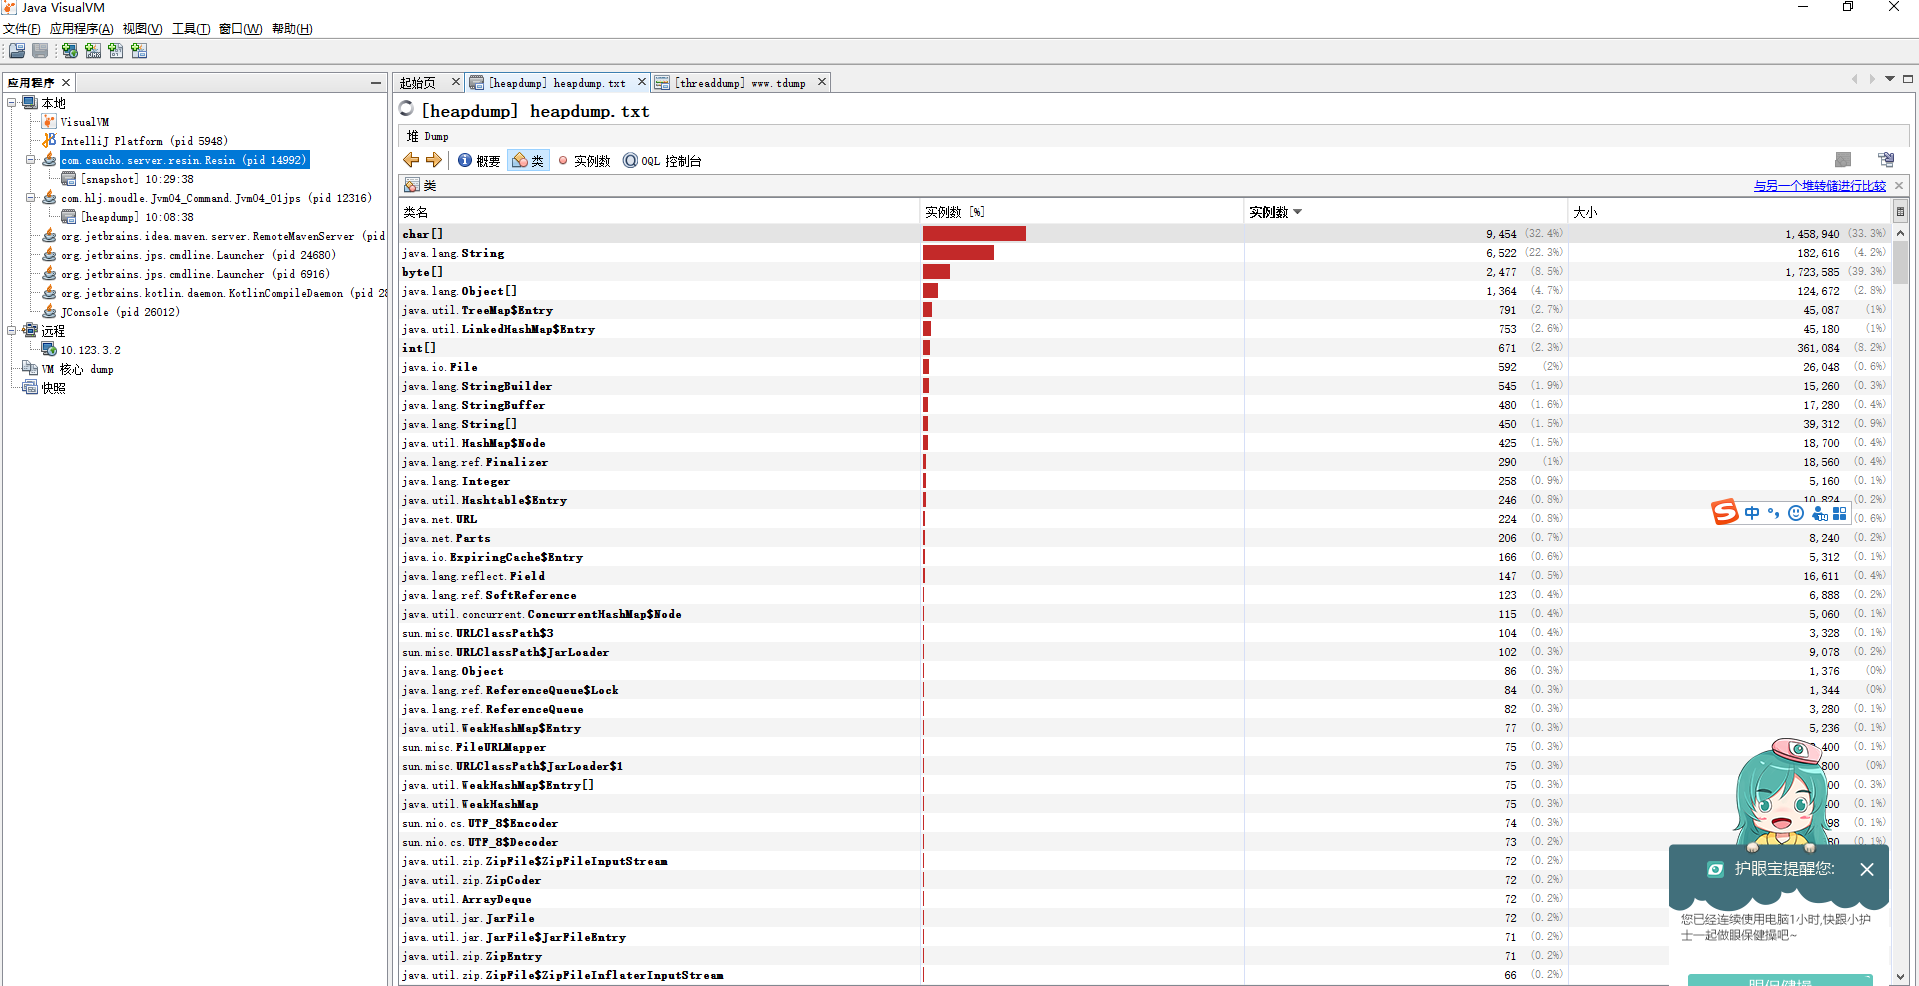 Java VisualVM
文件(F) 应用程序(A) 视图(V) 工具(T) 窗口(W) 帮助(H)
应用程序
本地
VisualVM
IntelliJ Platform (pid 5948)
com.caucho.server.resin.Resin (pid 14992)
[snapshot] 10:29:38
com.hlj.moudle.Jvm04_Command.Jvm04_01jps (pid 12316)
[heapdump] 10:08:38
org.jetbrains.idea.maven.server.RemoteMavenServer (pid
org.jetbrains.jps.cmdline.Launcher (pid 24680)
org.jetbrains.jps.cmdline.Launcher (pid 6916)
org.jetbrains.kotlin.daemon.KotlinCompileDaemon (pid 28
JConsole (pid 26012)
远程
10.123.3.2
VM 核心 dump
快照
起始页 [heapdump] heapdump.txt [threaddump] www.tdump
[heapdump] heapdump.txt
堆 Dump
概要 类 实例数 OQL 控制台
类 与另一个堆转储进行比较
类名 实例数 [%] 实例数 大小
char[] 9,454 (32.4%) 1,458,940 (33.3%)
java.lang.String 6,522 (22.3%) 182,616 (4.2%)
byte[] 2,477 (8.5%) 1,723,585 (39.3%)
java.lang.Object[] 1,364 (4.7%) 124,672 (2.8%)
java.util.TreeMap$Entry 791 (2.7%) 45,087 (1%)
java.util.LinkedHashMap$Entry 753 (2.6%) 45,180 (1%)
int[] 671 (2.3%) 361,084 (8.2%)
java.io.File 592 (2%) 26,048 (0.6%)
java.lang.StringBuilder 545 (1.9%) 15,260 (0.3%)
java.lang.StringBuffer 480 (1.6%) 17,280 (0.4%)
java.lang.String[] 450 (1.5%) 39,312 (0.9%)
java.util.HashMap$Node 425 (1.5%) 18,700 (0.4%)
java.lang.ref.Finalizer 290 (1%) 18,560 (0.4%)
java.lang.Integer 258 (0.9%) 5,160 (0.1%)
java.util.Hashtable$Entry 246 (0.8%) 10,824 (0.2%)
java.net.URL 224 (0.8%) (0.6%)
中
java.net.Parts 206 (0.7%) 8,240 (0.2%)
java.io.ExpiringCache$Entry 166 (0.6%) 5,312 (0.1%)
java.lang.reflect.Field 147 (0.5%) 16,611 (0.4%)
java.lang.ref.SoftReference 123 (0.4%) 6,888 (0.2%)
java.util.concurrent.ConcurrentHashMap$Node 115 (0.4%) 5,060 (0.1%)
sun.misc.URLClassPath$3 104 (0.4%) 3,328 (0.1%)
sun.misc.URLClassPath$JarLoader 102 (0.3%) 9,078 (0.2%)
java.lang.Object 86 (0.3%) 1,376 (0%)
java.lang.ref.ReferenceQueue$Lock 84 (0.3%) 1,344 (0%)
java.lang.ref.ReferenceQueue 82 (0.3%) 3,280 (0.1%)
java.util.WeakHashMap$Entry 77 (0.3%) 5,236 (0.1%)
sun.misc.FileURLMapper 75 (0.3%) 400 (0.1%)
sun.misc.URLClassPath$JarLoader$1 75 (0.3%) 800 (0%)
java.util.WeakHashMap$Entry[] 75 (0.3%) 00 (0.3%)
java.util.WeakHashMap 75 (0.3%) 00 (0.1%)
sun.nio.cs.UTF_8$Encoder 74 (0.3%) 98 (0.1%)
sun.nio.cs.UTF_8$Decoder 73 (0.2%) 80 (0.1%)
java.util.zip.ZipFile$ZipFileInputStream 72 (0.2%)
java.util.zip.ZipCoder 72 (0.2%)
java.util.ArrayDeque 72 (0.2%)
java.util.jar.JarFile 72 (0.2%)
java.util.jar.JarFile$JarFileEntry 71 (0.2%)
java.util.zip.ZipEntry 71 (0.2%)
java.util.zip.ZipFile$ZipFileInflaterInputStream 66 (0.2%)
护眼宝提醒您:
您已经连续使用电脑1小时,快跟小护
士一起做眼保健操吧~
眼保健操